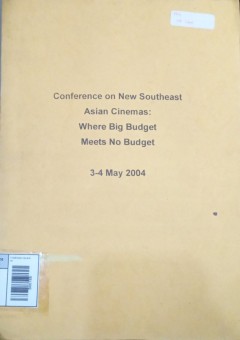 Conference on New Southeast
Asian Cinemas:
Where Big Budget
Meets No Budget
3-4 May 2004